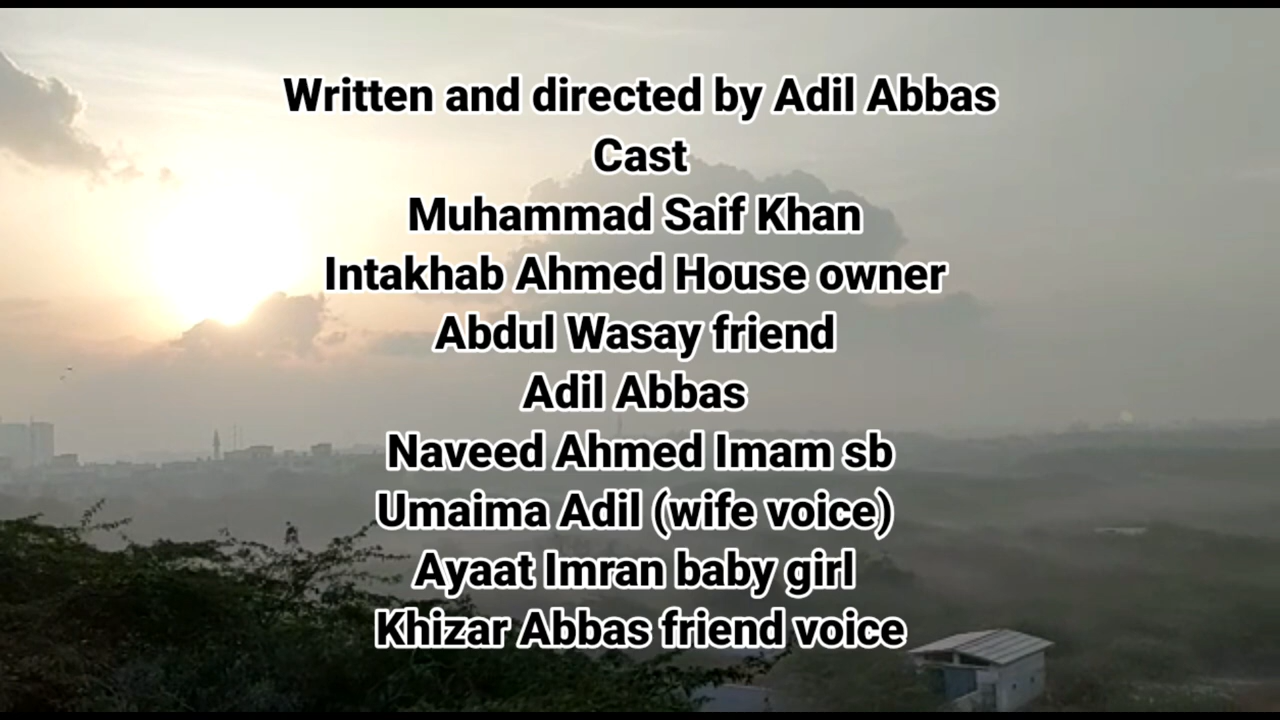 Written and directed by Adil Abbas
Cast
Muhammad Saif Khan
Intakhab Ahmed House owner
Abdul Wasay friend
Adil Abbas
Naveed Ahmed Imam sb
Umaima Adil (wife voice)
Ayaat Imran baby girl
Khizar Abbas friend voice